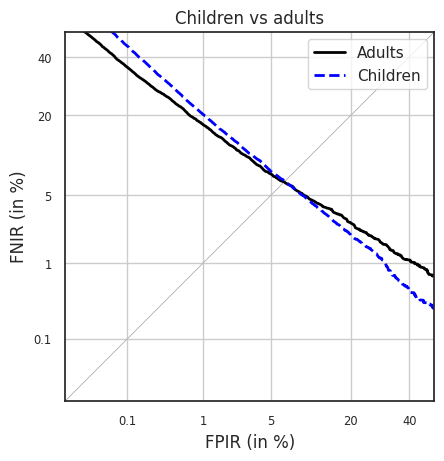 Children vs adults
Adults
Children
40
20
5
1
0.1
FNIR (in %)
0.1
1
5
20
40
FPIR (in %)